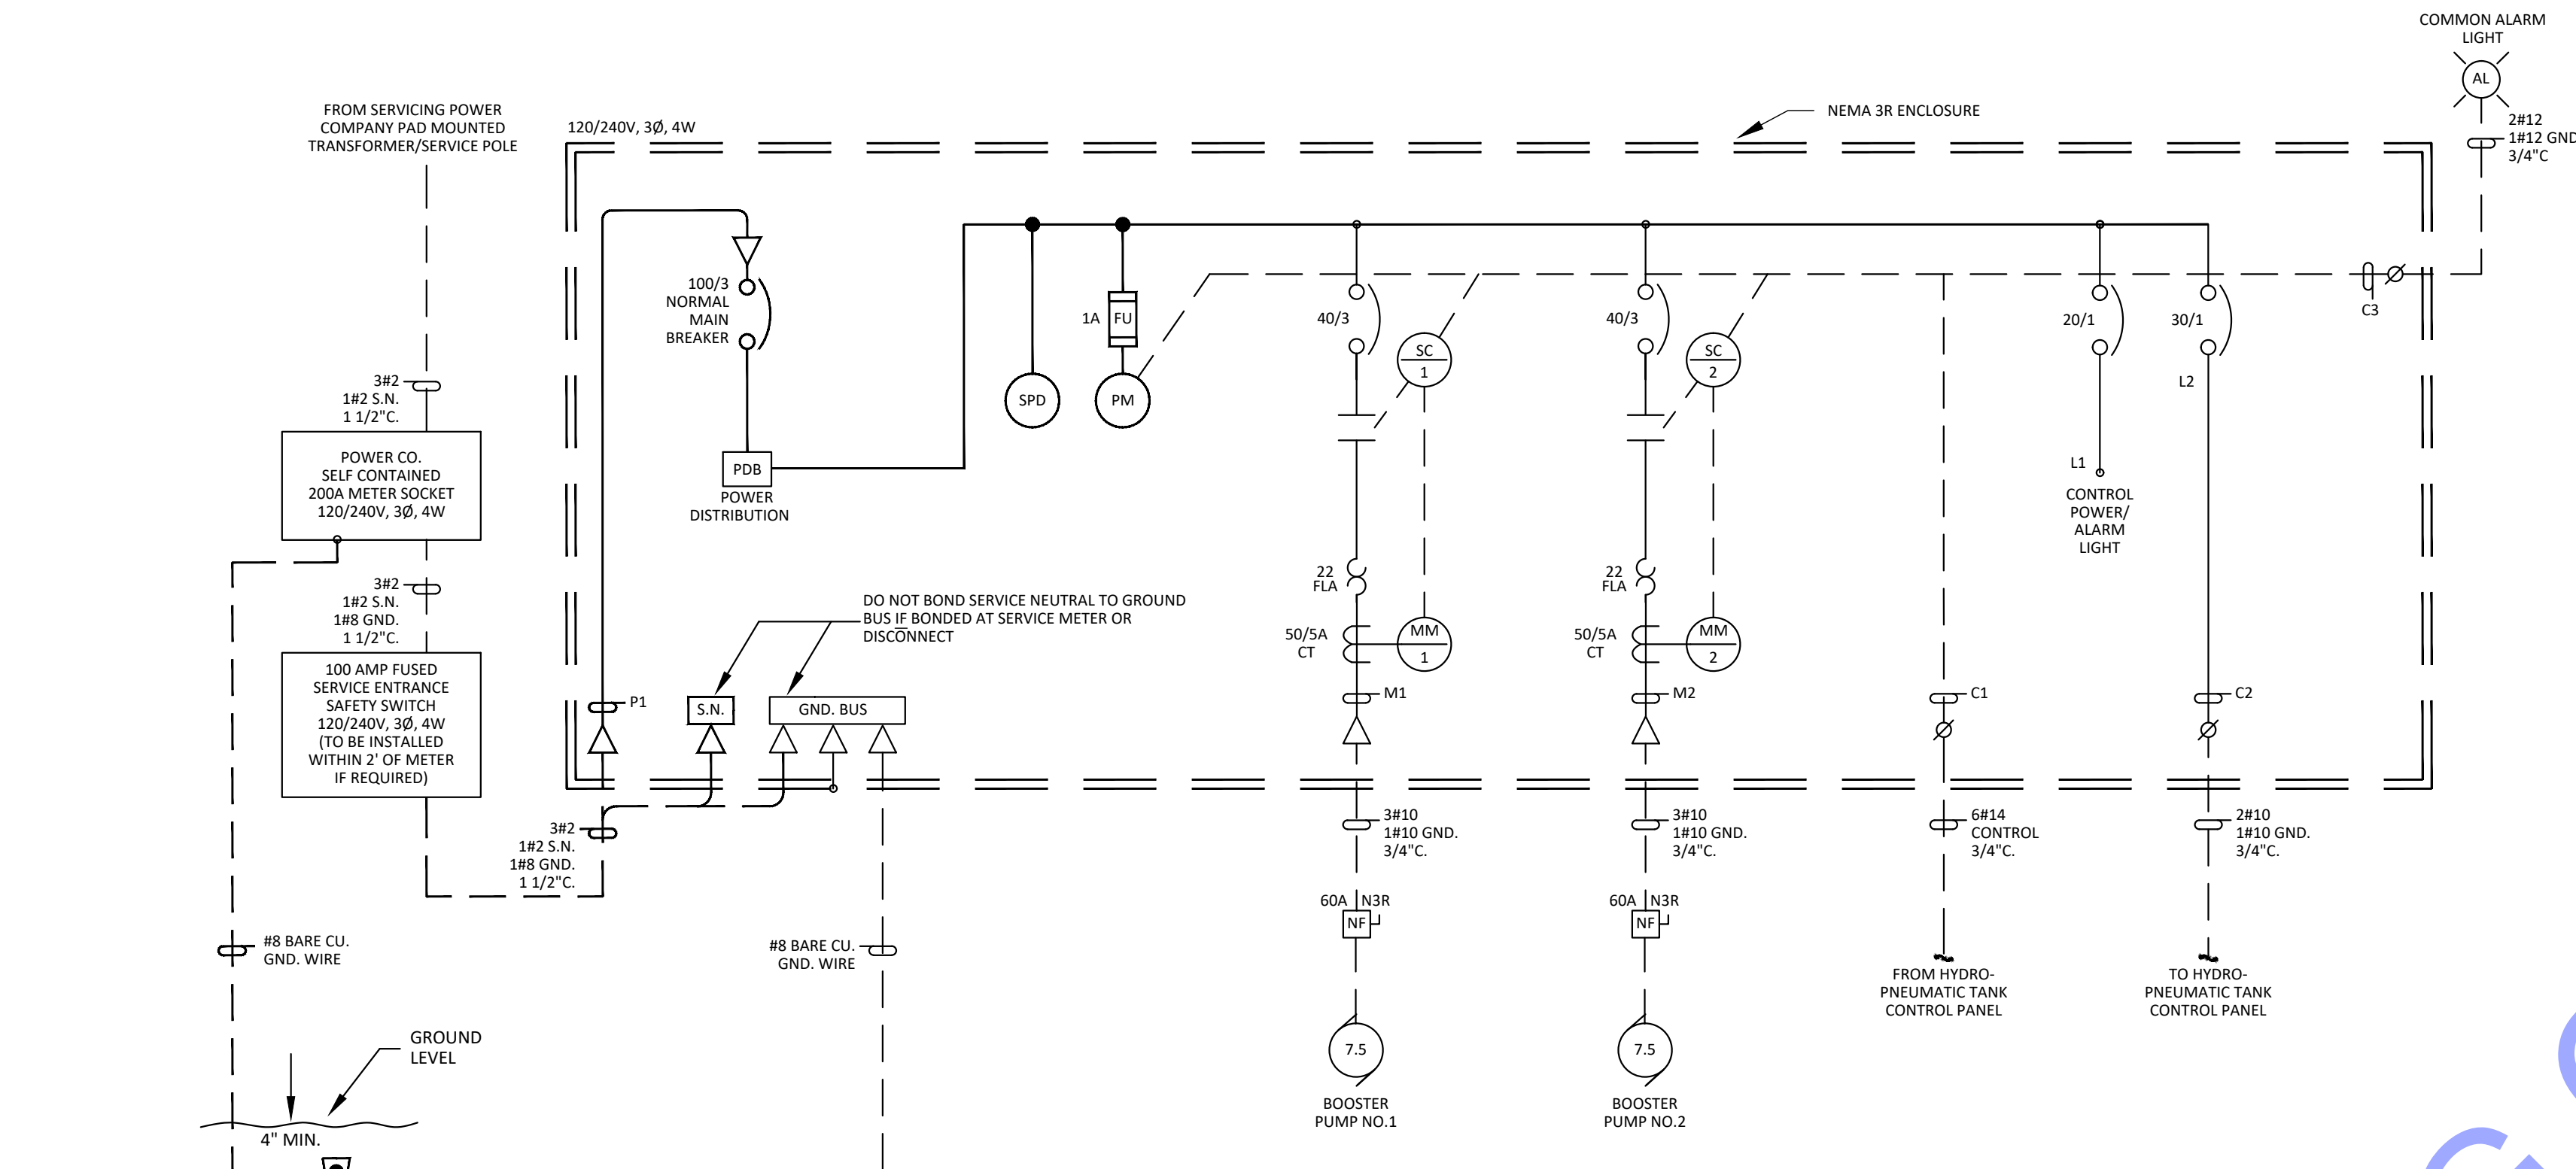 COMMON ALARM
LIGHT
AL
2#12
1#12 GND
3/4"C
FROM SERVICING POWER
COMPANY PAD MOUNTED
TRANSFORMER/SERVICE POLE
120/240V, 3Ø, 4W
NEMA 3R ENCLOSURE
100/3
NORMAL
MAIN
BREAKER
1A
FU
SPD
PM
40/3
SC
1
40/3
SC
2
20/1
30/1
C3
L2
L1
CONTROL
POWER/
ALARM
LIGHT
3#2
1#2 S.N.
1 1/2"C.
POWER CO.
SELF CONTAINED
200A METER SOCKET
120/240V, 3Ø, 4W
PDB
POWER
DISTRIBUTION
3#2
1#2 S.N.
1#8 GND.
1 1/2"C.
100 AMP FUSED
SERVICE ENTRANCE
SAFETY SWITCH
120/240V, 3Ø, 4W
(TO BE INSTALLED
WITHIN 2' OF METER
IF REQUIRED)
DO NOT BOND SERVICE NEUTRAL TO GROUND
BUS IF BONDED AT SERVICE METER OR
DISCONNECT
P1
S.N.
GND. BUS
22
FLA
50/5A
CT
MM
1
M1
22
FLA
50/5A
CT
MM
2
M2
C1
C2
3#2
1#2 S.N.
1#8 GND.
1 1/2"C.
3#10
1#10 GND.
3/4"C.
3#10
1#10 GND.
3/4"C.
6#14
CONTROL
3/4"C.
2#10
1#10 GND.
3/4"C.
60A
N3R
NF
60A
N3R
NF
#8 BARE CU.
GND. WIRE
#8 BARE CU.
GND. WIRE
FROM HYDRO-
PNEUMATIC TANK
CONTROL PANEL
TO HYDRO-
PNEUMATIC TANK
CONTROL PANEL
GROUND
LEVEL
4" MIN.
7.5
BOOSTER
PUMP NO.1
7.5
BOOSTER
PUMP NO.2